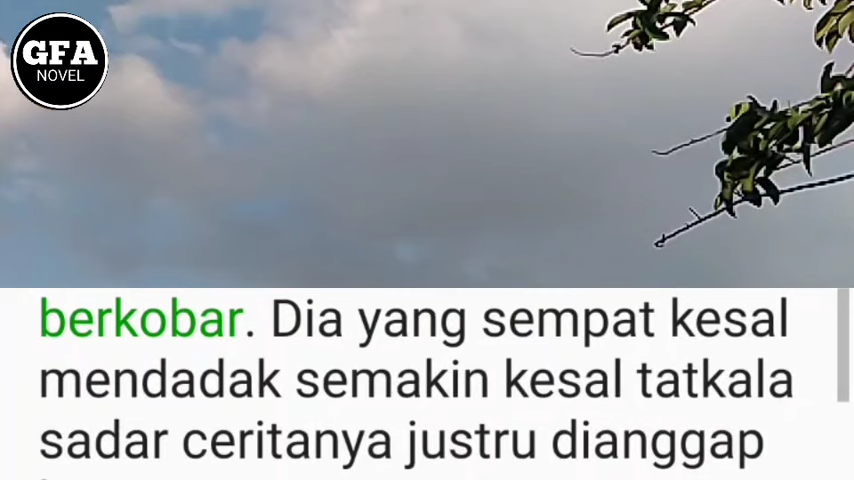 GFA
NOVEL
berkobar. Dia yang sempat kesal
mendadak semakin kesal tatkala
sadar ceritanya justru dianggap